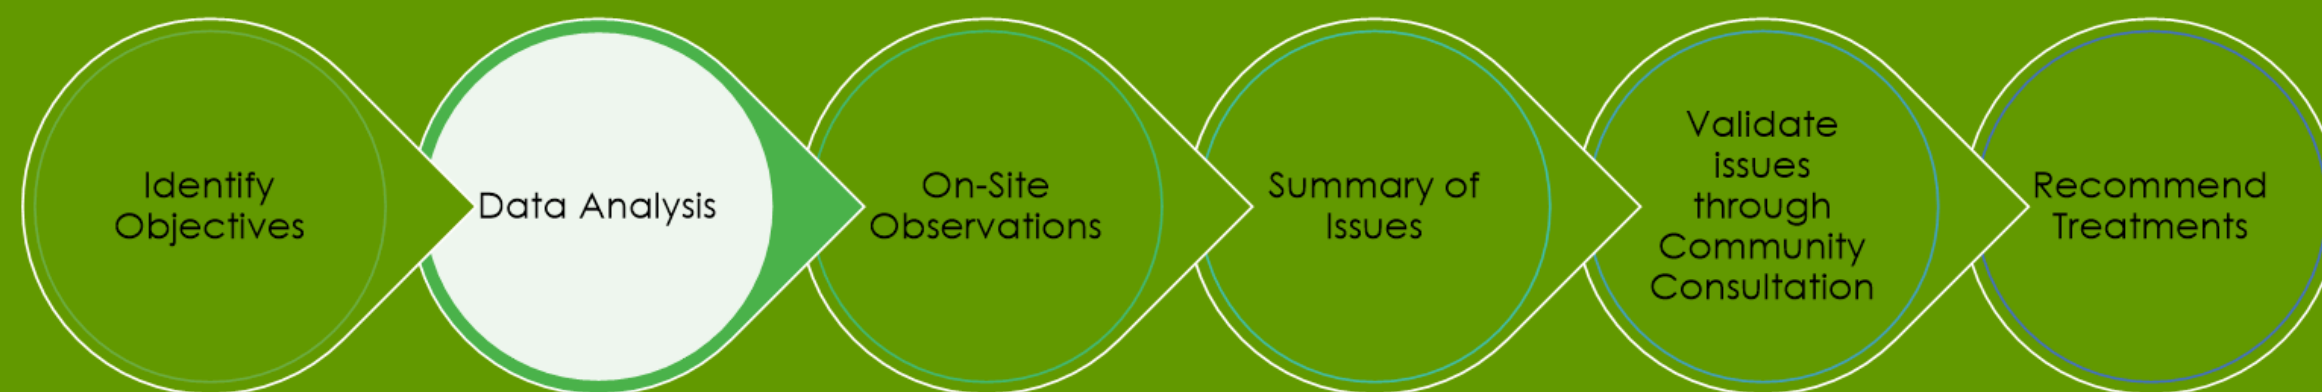 Identify
Objectives
Data Analysis
On-Site
Observations
Summary of
Issues
Validate
issues
through
Community
Consultation
Recommend
Treatments